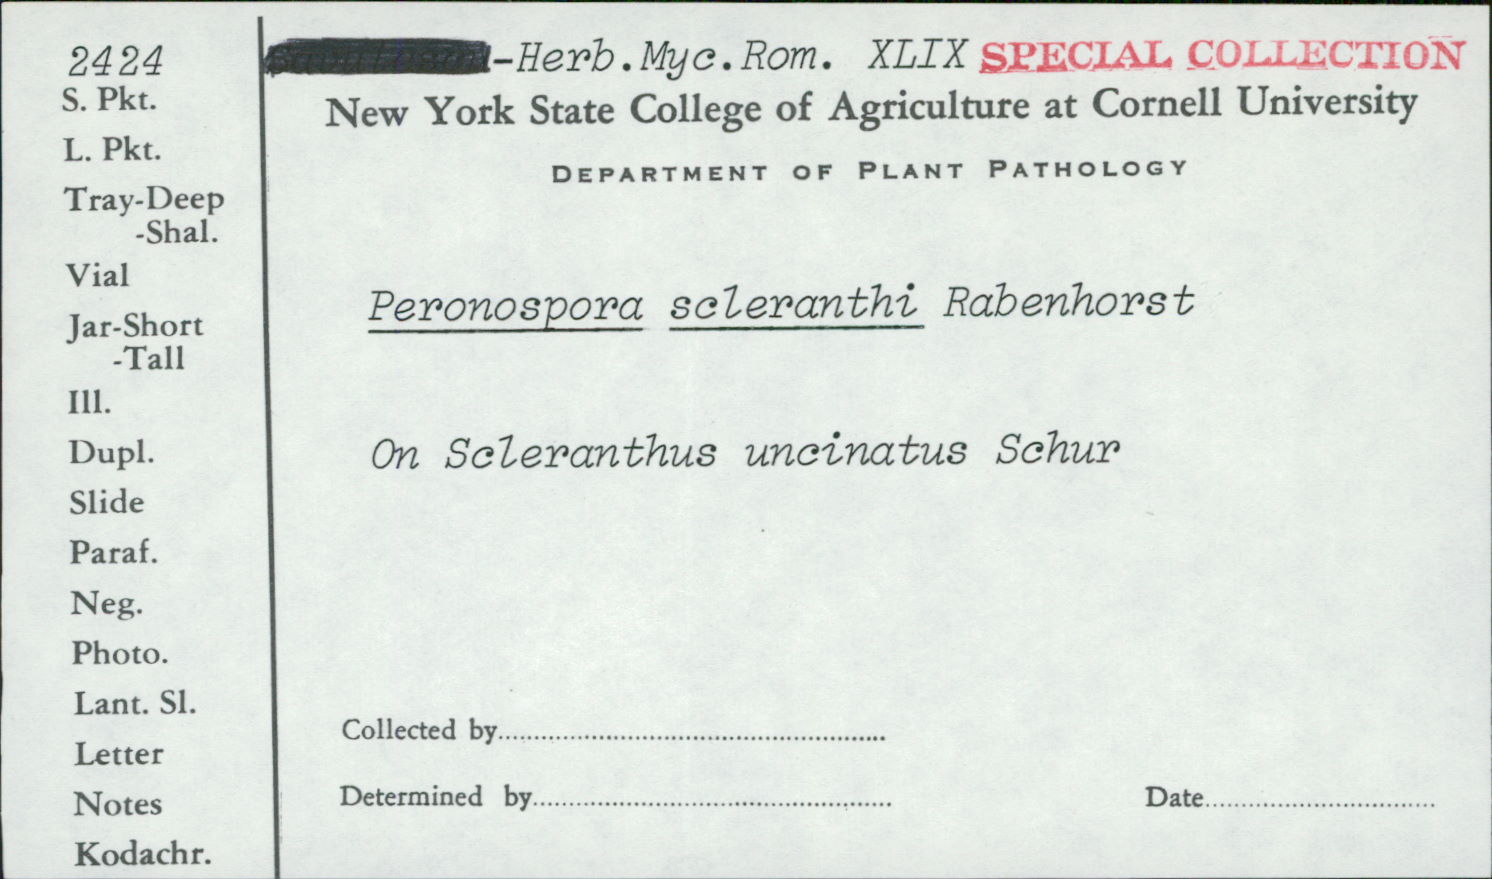 2424
S. Pkt.
L. Pkt.
Tray-Deep
-Shal.
Vial
Jar-Short
-Tall
Ill.
Dupl.
Slide
Paraf.
Neg.
Photo.
Lant. Sl.
Letter
Notes
Kodachr.
-Herb.Myc.Rom. XLIX SPECIAL COLLECTION
New York State College of Agriculture at Cornell University
DEPARTMENT OF PLANT PATHOLOGY
Peronospora scleranthi Rabenhorst
On Scleranthus uncinatus Schur
Collected by
Determined by
Date